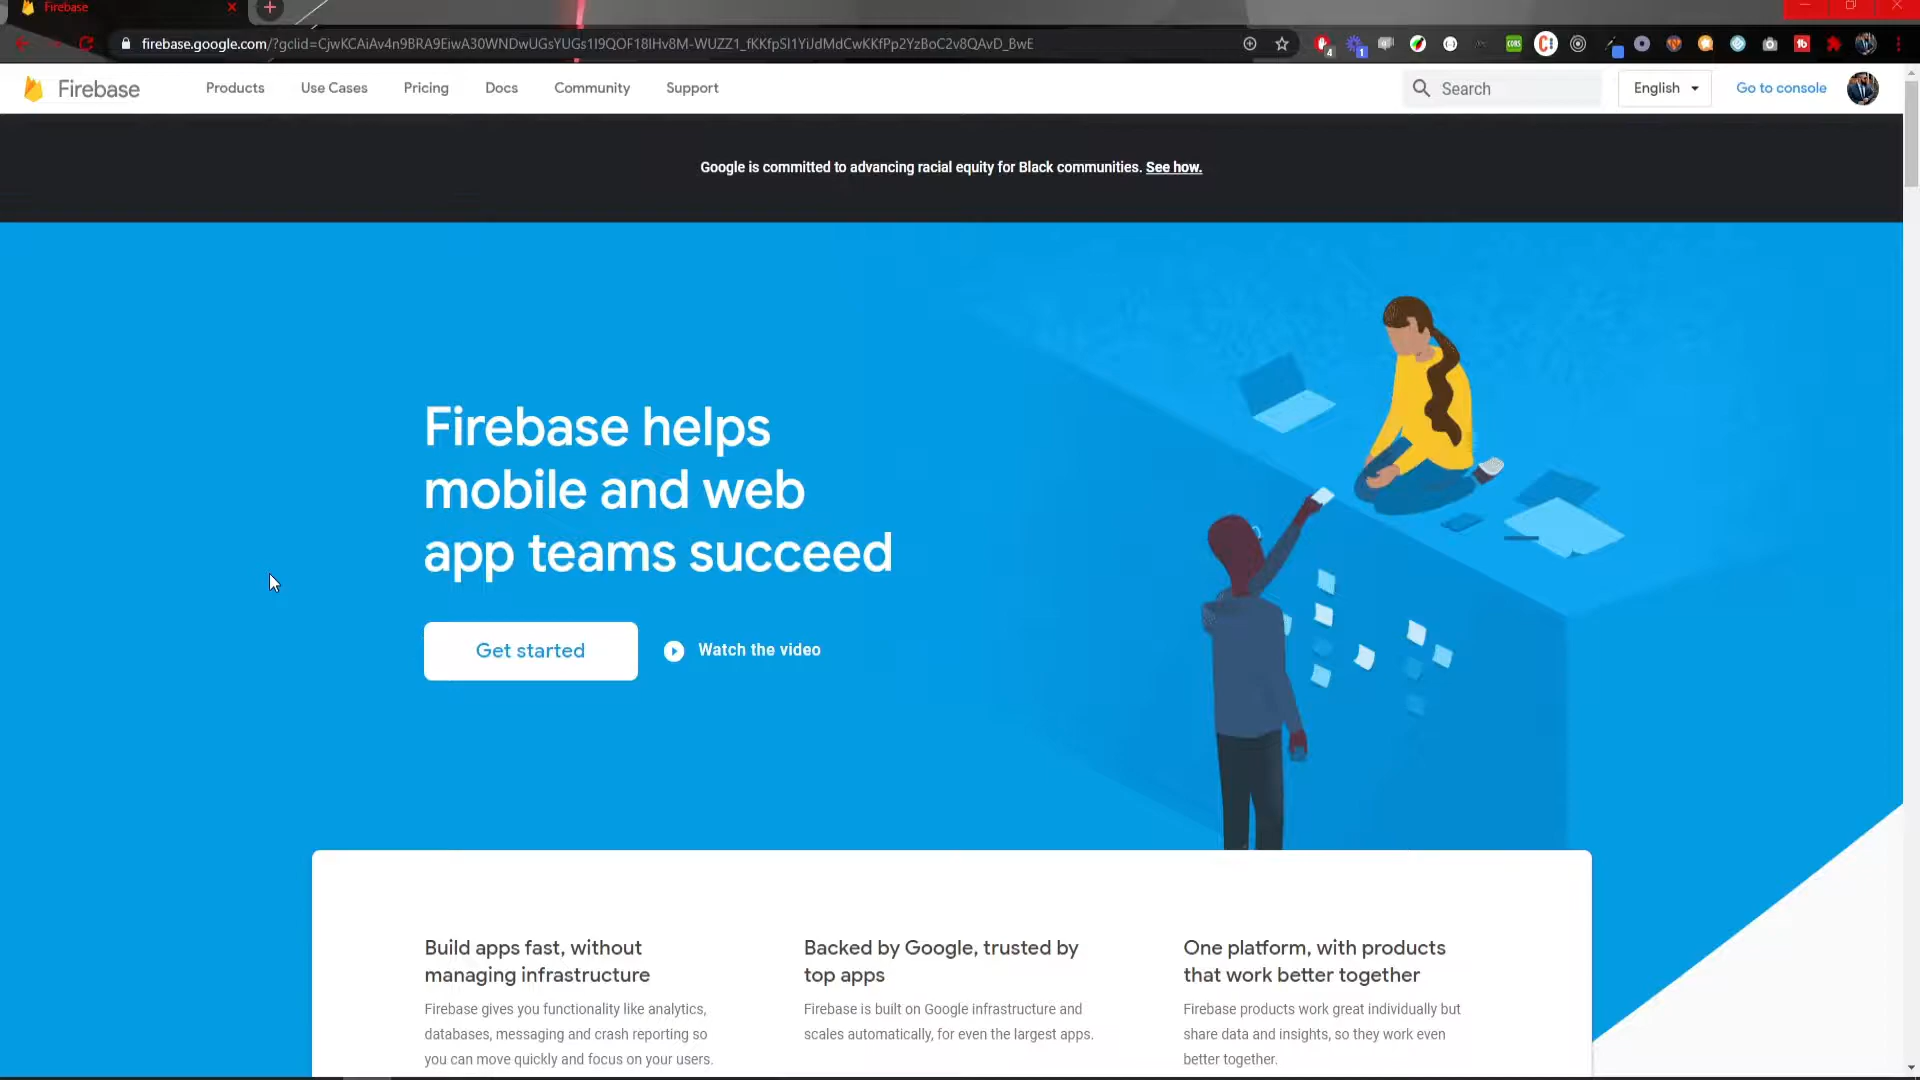 Firebase
firebase.google.com/?gclid=CjwKCAiAv4n9BRA9EiwA30WNDwUGsYUGs1I9QOF18lHv8M-WUZZ1_fKKfpSl1YiJdMdCwKKfPp2YzBoC2v8QAvD_BwE
4
1
CORS
Firebase
Products
Use Cases
Pricing
Docs
Community
Support
Search
English
Go to console
Google is committed to advancing racial equity for Black communities. See how.
Firebase helps
mobile and web
app teams succeed
Get started
Watch the video
Build apps fast, without
managing infrastructure
Firebase gives you functionality like analytics,
databases, messaging and crash reporting so
you can move quickly and focus on your users.
Backed by Google, trusted by
top apps
Firebase is built on Google infrastructure and
scales automatically, for even the largest apps.
One platform, with products
that work better together
Firebase products work great individually but
share data and insights, so they work even
better together.